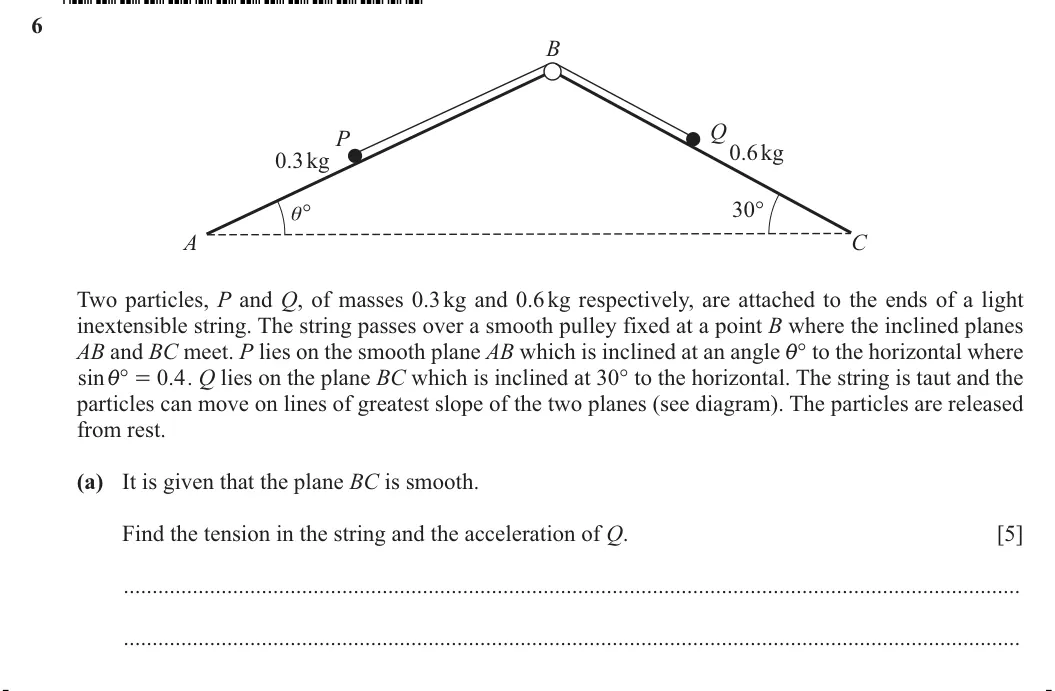 6
B
P
Q
0.3 kg
0.6 kg
θ°
30°
A
C
Two particles, P and Q, of masses 0.3 kg and 0.6 kg respectively, are attached to the ends of a light
inextensible string. The string passes over a smooth pulley fixed at a point B where the inclined planes
AB and BC meet. P lies on the smooth plane AB which is inclined at an angle θ° to the horizontal where
sin θ° = 0.4. Q lies on the plane BC which is inclined at 30° to the horizontal. The string is taut and the
particles can move on lines of greatest slope of the two planes (see diagram). The particles are released
from rest.
(a) It is given that the plane BC is smooth.
Find the tension in the string and the acceleration of Q. [5]